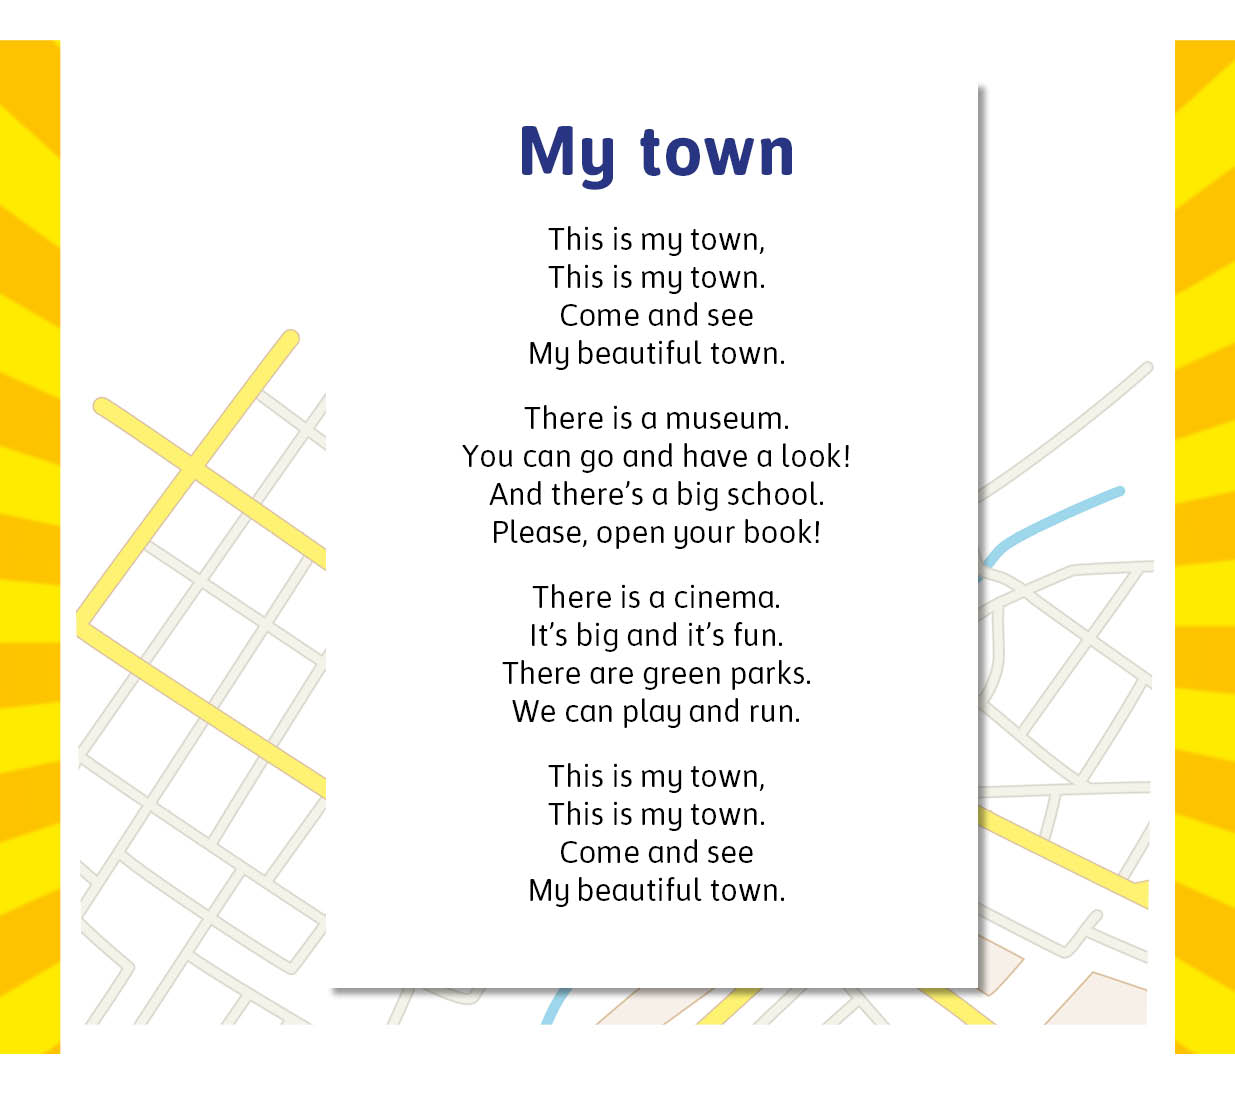 My town
This is my town,
This is my town.
Come and see
My beautiful town.
There is a museum.
You can go and have a look!
And there’s a big school.
Please, open your book!
There is a cinema.
It’s big and it’s fun.
There are green parks.
We can play and run.
This is my town,
This is my town.
Come and see
My beautiful town.